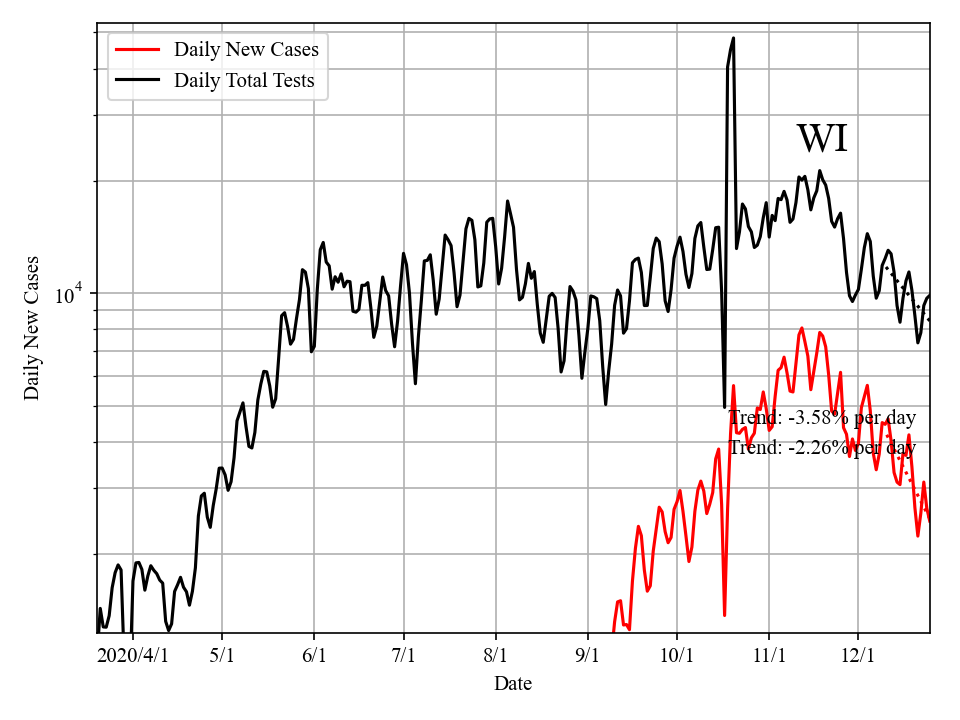 Daily New Cases
Daily Total Tests
WI
Trend: -3.58% per day
Trend: -2.26% per day
Daily New Cases
10^4
2020/4/1 5/1 6/1 7/1 8/1 9/1 10/1 11/1 12/1
Date